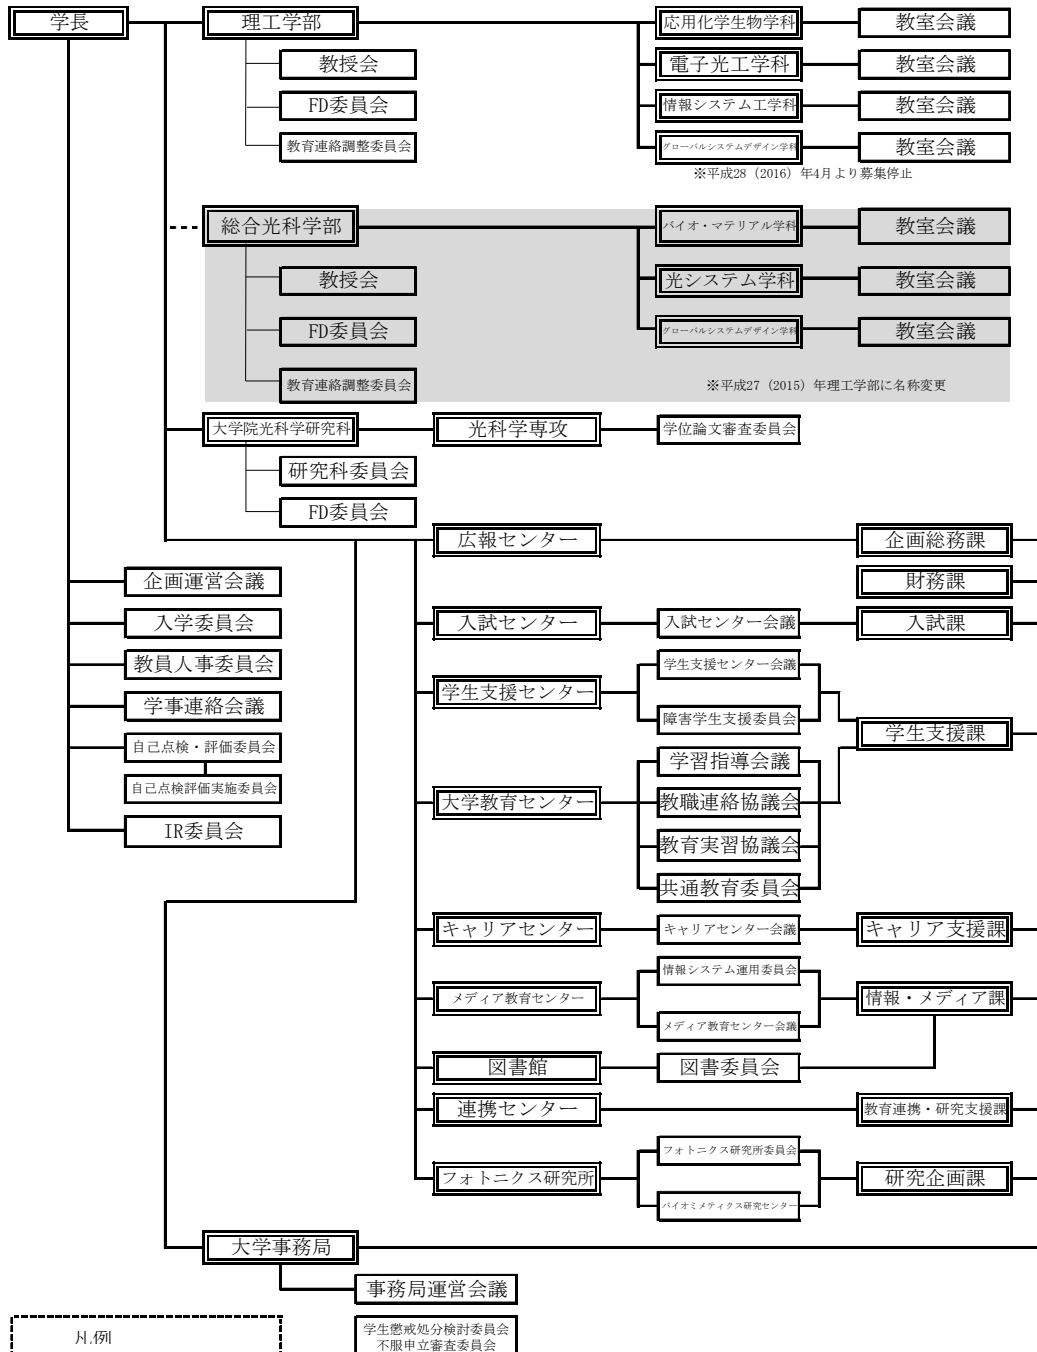 学長
理工学部
応用化学生物学科
教室会議
教授会
電子光工学科
教室会議
FD委員会
情報システム工学科
教室会議
教育連絡調整委員会
グローバルシステムデザイン学科
教室会議
※平成28（2016）年4月より募集停止
総合光科学部
バイオ・マテリアル学科
教室会議
教授会
光システム学科
教室会議
FD委員会
グローバルシステムデザイン学科
教室会議
教育連絡調整委員会
※平成27（2015）年理工学部に名称変更
大学院光科学研究科
光科学専攻
学位論文審査委員会
研究科委員会
FD委員会
広報センター
企画総務課
企画運営会議
財務課
入学委員会
入試センター
入試センター会議
入試課
教員人事委員会
学生支援センター
学生支援センター会議
学事連絡会議
障害学生支援委員会
学生支援課
自己点検・評価委員会
学習指導会議
自己点検評価実施委員会
大学教育センター
教職連絡協議会
IR委員会
教育実習協議会
共通教育委員会
キャリアセンター
キャリアセンター会議
キャリア支援課
情報システム運用委員会
メディア教育センター
情報・メディア課
メディア教育センター会議
図書館
図書委員会
連携センター
教育連携・研究支援課
フォトニクス研究所委員会
フォトニクス研究所
研究企画課
バイオミメティクス研究センター
大学事務局
事務局運営会議
凡例
学生懲戒処分検討委員会
不服申立審査委員会